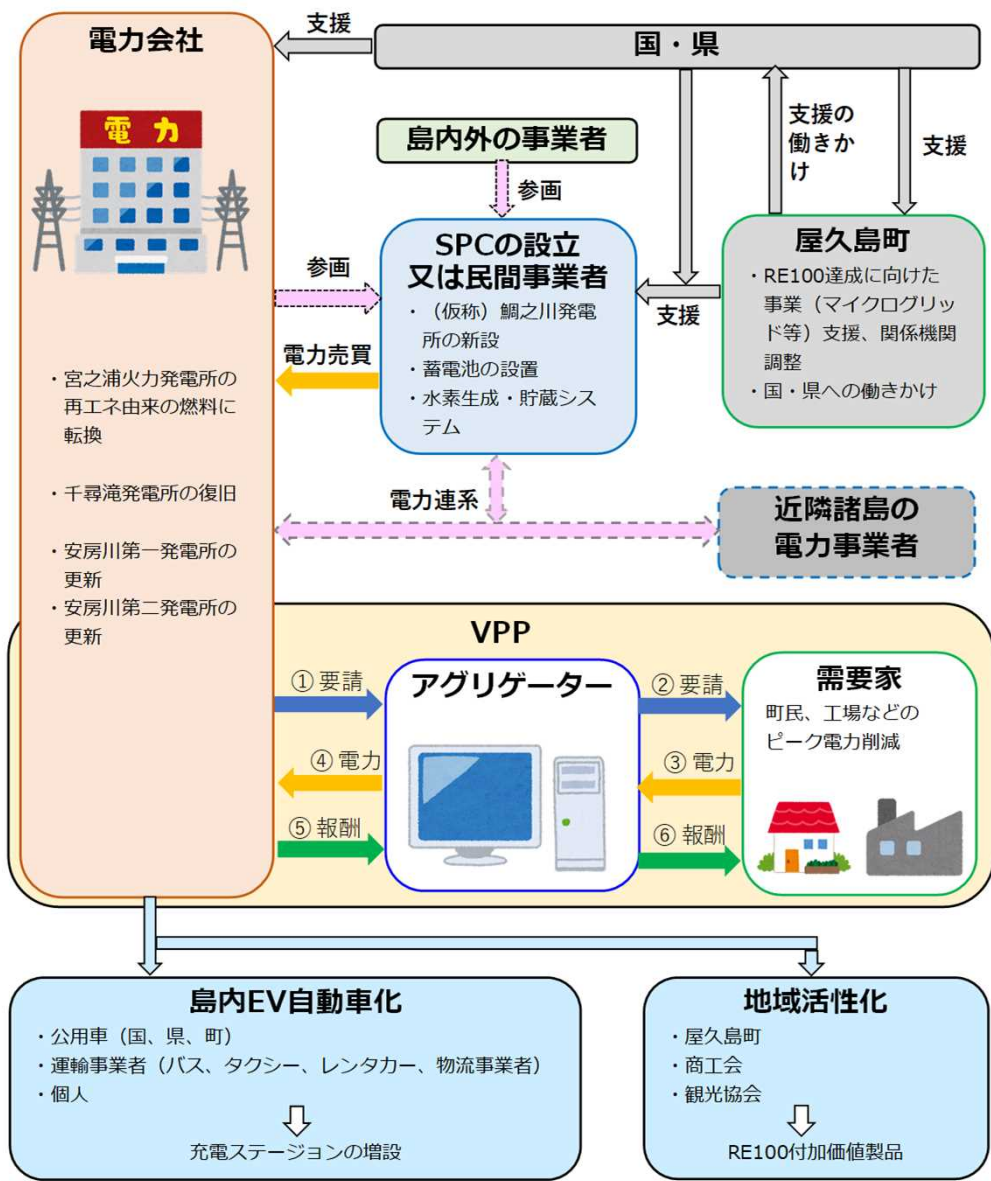 電力会社
支援
国・県
電力
島内外の事業者
支援の
働きか
け
支援
参画
参画
SPCの設立
又は民間事業者
・（仮称）鯛之川発電
所の新設
・蓄電池の設置
・水素生成・貯蔵シス
テム
支援
屋久島町
・RE100達成に向けた
事業（マイクログリッ
ド等）支援、関係機関
調整
・国・県への働きかけ
電力売買
・宮之浦火力発電所の
再エネ由来の燃料に
転換
・千尋滝発電所の復旧
・安房川第一発電所の
更新
・安房川第二発電所の
更新
電力連系
近隣諸島の
電力事業者
VPP
① 要請
アグリゲーター
② 要請
需要家
町民、工場などの
ピーク電力削減
④ 電力
③ 電力
⑤ 報酬
⑥ 報酬
島内EV自動車化
・公用車（国、県、町）
・運輸事業者（バス、タクシー、レンタカー、物流事業者）
・個人
充電ステージョンの増設
地域活性化
・屋久島町
・商工会
・観光協会
RE100付加価値製品